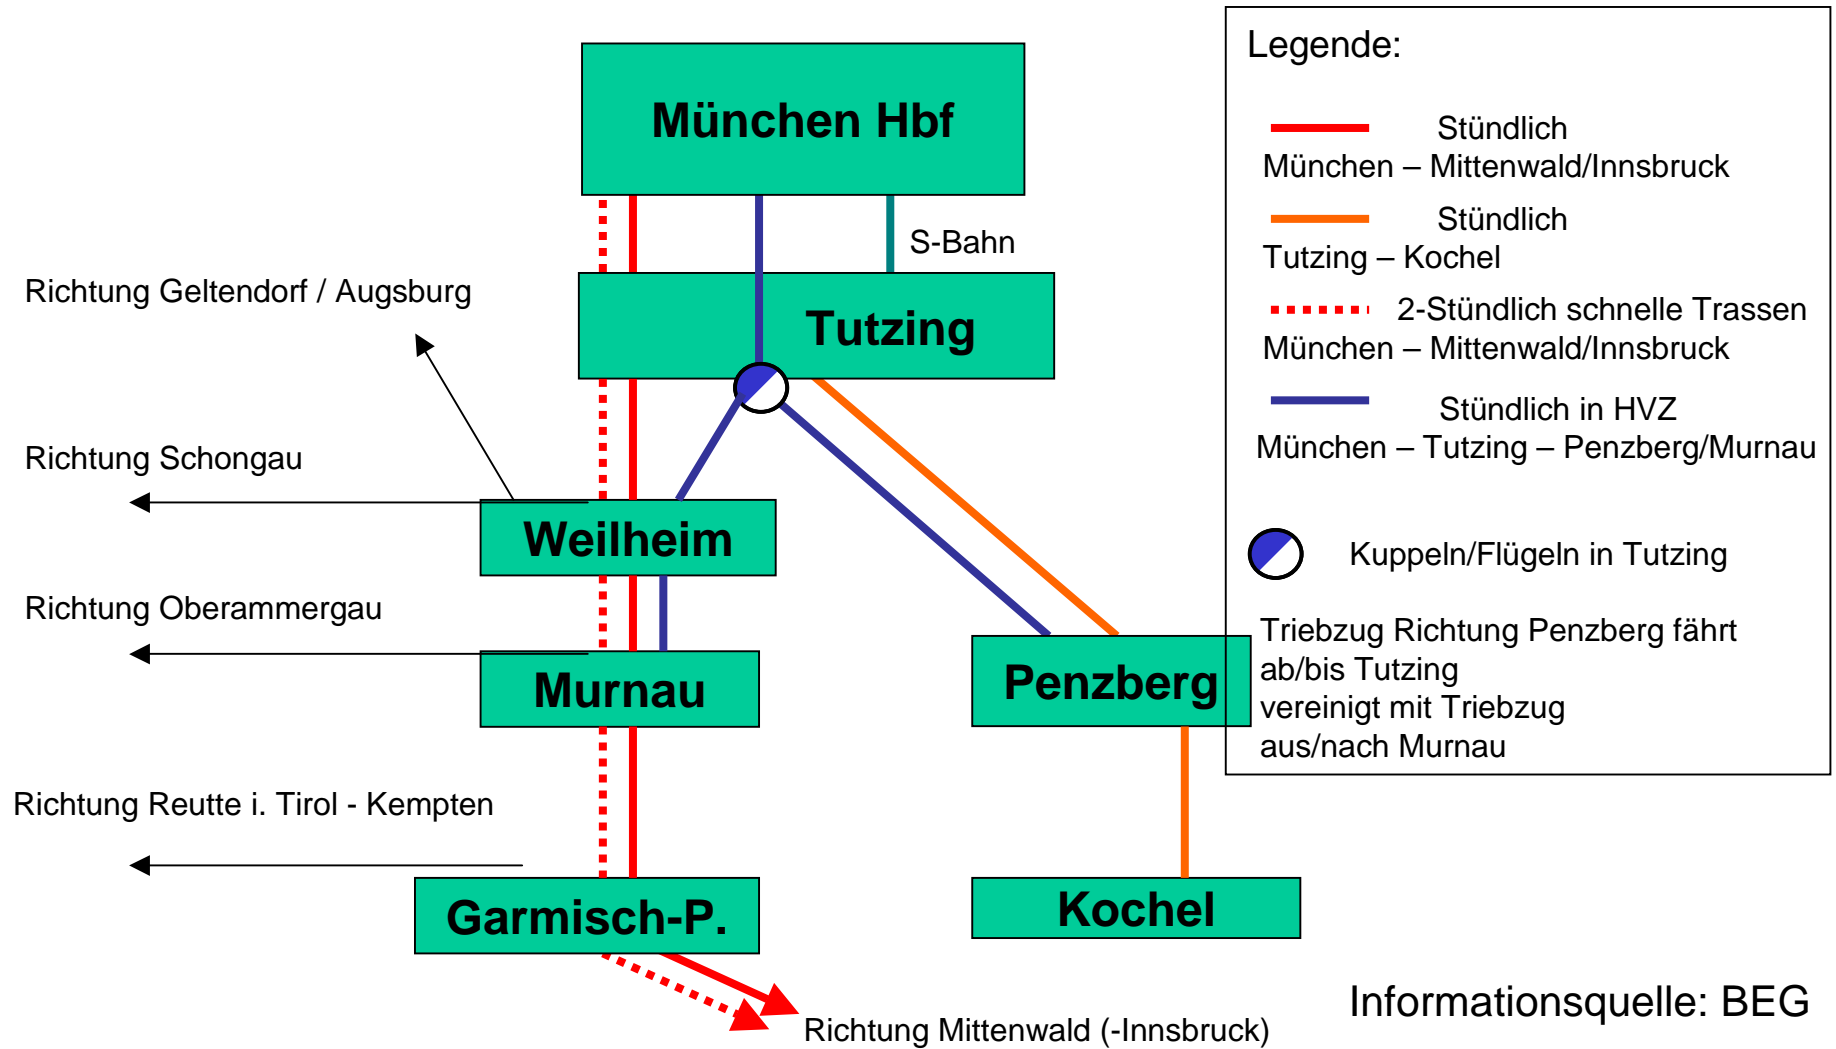 München Hbf
S-Bahn
Tutzing
Richtung Geltendorf / Augsburg
Richtung Schongau
Weilheim
Richtung Oberammergau
Murnau
Penzberg
Richtung Reutte i. Tirol - Kempten
Garmisch-P.
Kochel
Richtung Mittenwald (-Innsbruck)
Legende:
Stündlich
München – Mittenwald/Innsbruck
Stündlich
Tutzing – Kochel
2-Stündlich schnelle Trassen
München – Mittenwald/Innsbruck
Stündlich in HVZ
München – Tutzing – Penzberg/Murnau
Kuppeln/Flügeln in Tutzing
Triebzug Richtung Penzberg fährt
ab/bis Tutzing
vereinigt mit Triebzug
aus/nach Murnau
Informationsquelle: BEG